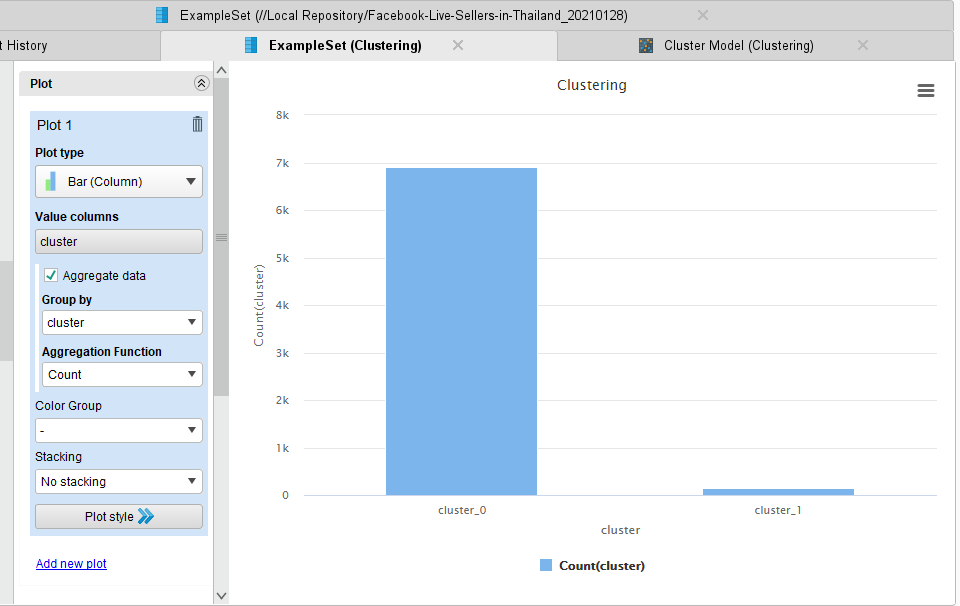 ExampleSet (//Local Repository/Facebook-Live-Sellers-in-Thailand_20210128)
t History
ExampleSet (Clustering)
Cluster Model (Clustering)
Plot
Plot 1
Plot type
Bar (Column)
Value columns
cluster
Aggregate data
Group by
cluster
Aggregation Function
Count
Color Group
-
Stacking
No stacking
Plot style
Add new plot
Clustering
8k
7k
6k
5k
4k
3k
2k
1k
0
Count(cluster)
cluster_0
cluster_1
cluster
Count(cluster)